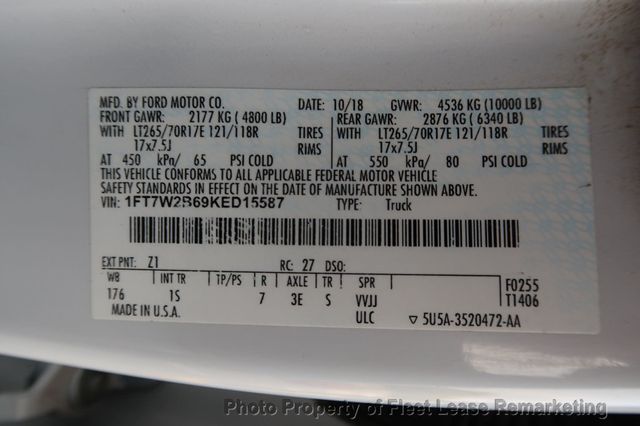 MFD. BY FORD MOTOR CO. DATE: 10/18 GVWR: 4536 KG (10000 LB)
FRONT GAWR: 2177 KG (4800 LB) REAR GAWR: 2876 KG (6340 LB)
WITH LT265/70R17E 121/118R TIRES WITH LT265/70R17E 121/118R TIRES
17x7.5J RIMS 17x7.5J RIMS
AT 450 kPa/ 65 PSI COLD AT 550 kPa/ 80 PSI COLD
THIS VEHICLE CONFORMS TO ALL APPLICABLE FEDERAL MOTOR VEHICLE
SAFETY STANDARDS IN EFFECT ON THE DATE OF MANUFACTURE SHOWN ABOVE.
VIN: 1FT7W2B69KED15587 TYPE: Truck
EXT PNT: Z1 RC: 27 DSO:
WB INT TR TP/PS R AXLE TR SPR F0255
176 1S 7 3E S VVJJ T1406
MADE IN U.S.A. ULC ▽ 5U5A-3520472-AA
Photo Property of Fleet Lease Remarketing